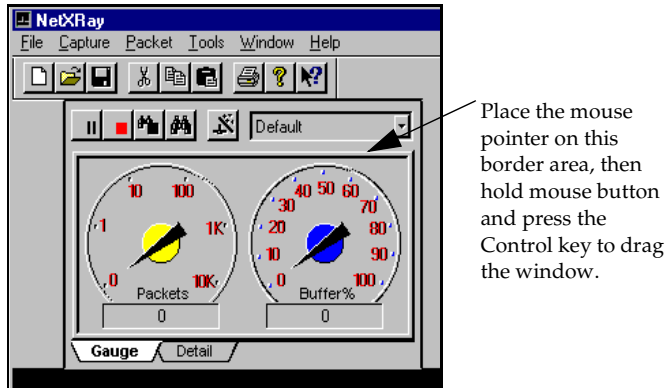 NetXRay
File Capture Packet Tools Window Help
Default
10 100
1 1K
0 10K
Packets
0
40 50 60
30 70
20 80
10 90
0 100
Buffer%
0
Gauge Detail
Place the mouse
pointer on this
border area, then
hold mouse button
and press the
Control key to drag
the window.